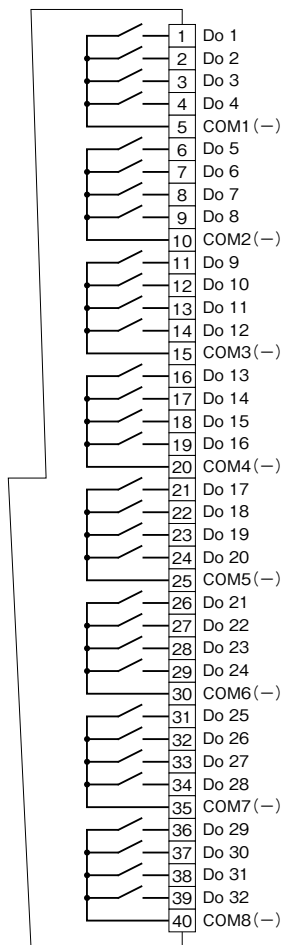 1 Do 1
2 Do 2
3 Do 3
4 Do 4
5 COM1(−)
6 Do 5
7 Do 6
8 Do 7
9 Do 8
10 COM2(−)
11 Do 9
12 Do 10
13 Do 11
14 Do 12
15 COM3(−)
16 Do 13
17 Do 14
18 Do 15
19 Do 16
20 COM4(−)
21 Do 17
22 Do 18
23 Do 19
24 Do 20
25 COM5(−)
26 Do 21
27 Do 22
28 Do 23
29 Do 24
30 COM6(−)
31 Do 25
32 Do 26
33 Do 27
34 Do 28
35 COM7(−)
36 Do 29
37 Do 30
38 Do 31
39 Do 32
40 COM8(−)